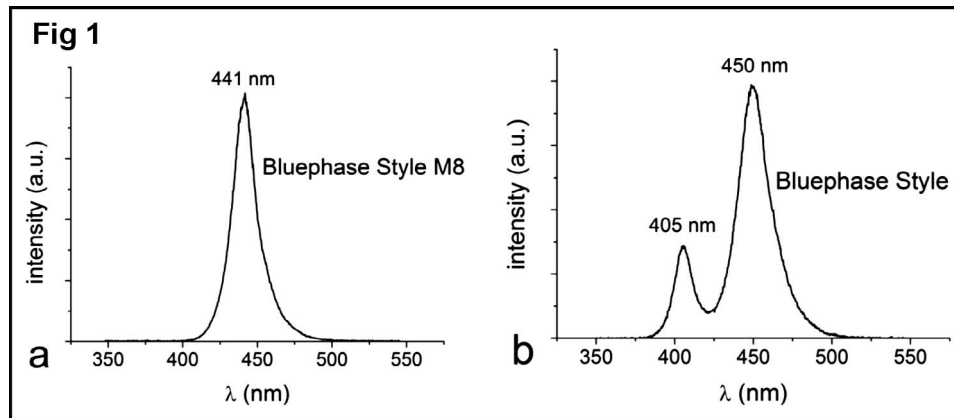 Fig 1
441 nm
Bluephase Style M8
intensity (a.u.)
350 400 450 500 550
λ (nm)
a
450 nm
405 nm
Bluephase Style
intensity (a.u.)
350 400 450 500 550
λ (nm)
b